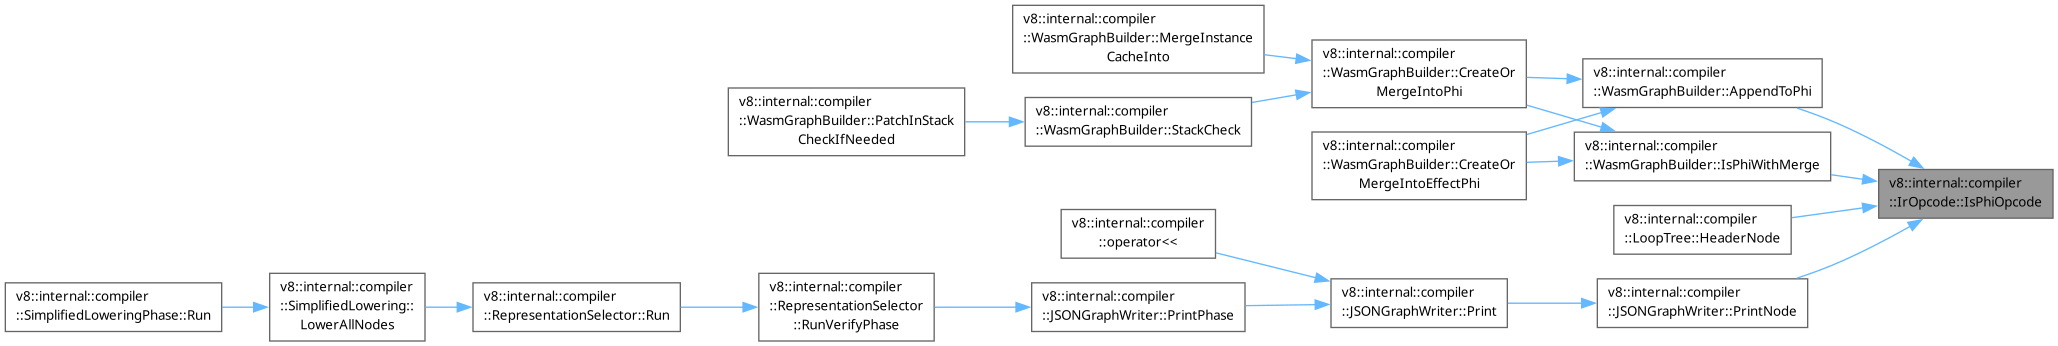 v8::internal::compiler
::WasmGraphBuilder::MergeInstance
CacheInto
v8::internal::compiler
::WasmGraphBuilder::CreateOr
MergeIntoPhi
v8::internal::compiler
::WasmGraphBuilder::AppendToPhi
v8::internal::compiler
::WasmGraphBuilder::PatchInStack
CheckIfNeeded
v8::internal::compiler
::WasmGraphBuilder::StackCheck
v8::internal::compiler
::WasmGraphBuilder::CreateOr
MergeIntoEffectPhi
v8::internal::compiler
::WasmGraphBuilder::IsPhiWithMerge
v8::internal::compiler
::IrOpcode::IsPhiOpcode
v8::internal::compiler
::LoopTree::HeaderNode
v8::internal::compiler
::operator<<
v8::internal::compiler
::SimplifiedLoweringPhase::Run
v8::internal::compiler
::SimplifiedLowering::
LowerAllNodes
v8::internal::compiler
::RepresentationSelector::Run
v8::internal::compiler
::RepresentationSelector
::RunVerifyPhase
v8::internal::compiler
::JSONGraphWriter::PrintPhase
v8::internal::compiler
::JSONGraphWriter::Print
v8::internal::compiler
::JSONGraphWriter::PrintNode